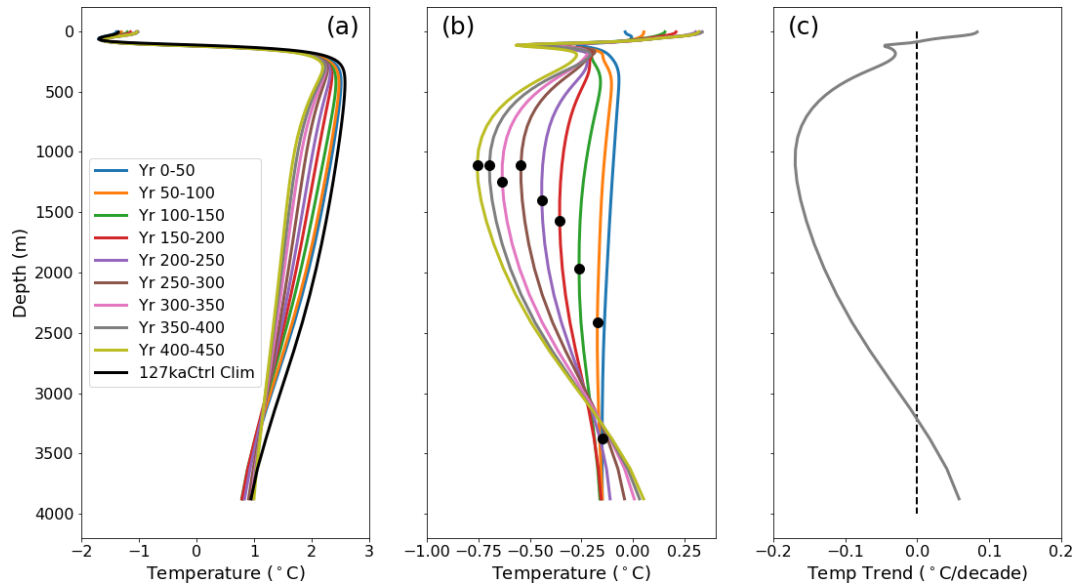 (a)
0
500
1000
1500
2000
2500
3000
3500
4000
Depth (m)
Yr 0-50
Yr 50-100
Yr 100-150
Yr 150-200
Yr 200-250
Yr 250-300
Yr 300-350
Yr 350-400
Yr 400-450
127kaCtrl Clim
−2 −1 0 1 2 3
Temperature (°C)
(b)
−1.00 −0.75 −0.50 −0.25 0.00 0.25
Temperature (°C)
(c)
−0.2 −0.1 0.0 0.1 0.2
Temp Trend (°C/decade)